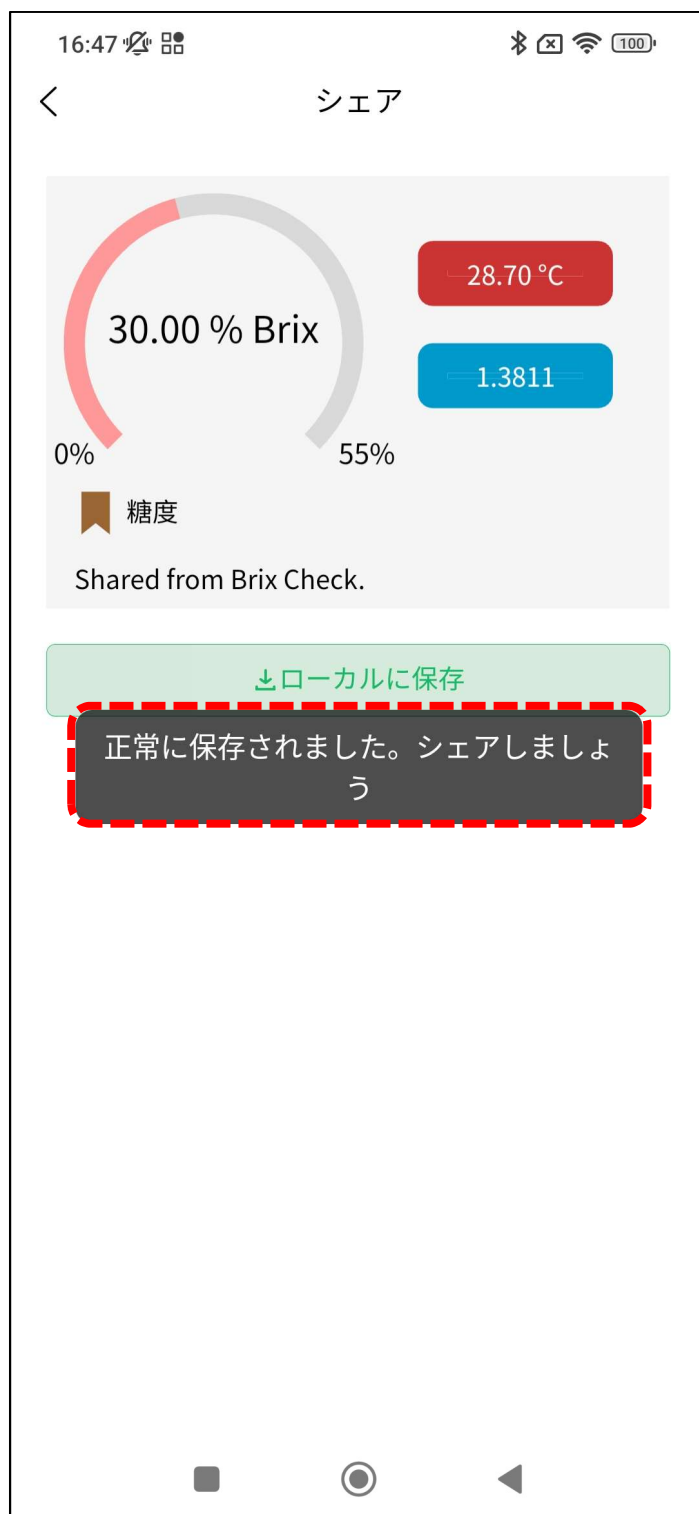 16:47
100
シェア
28.70 °C
30.00 % Brix
1.3811
0%
55%
糖度
Shared from Brix Check.
ローカルに保存
正常に保存されました。シェアしましょ
う